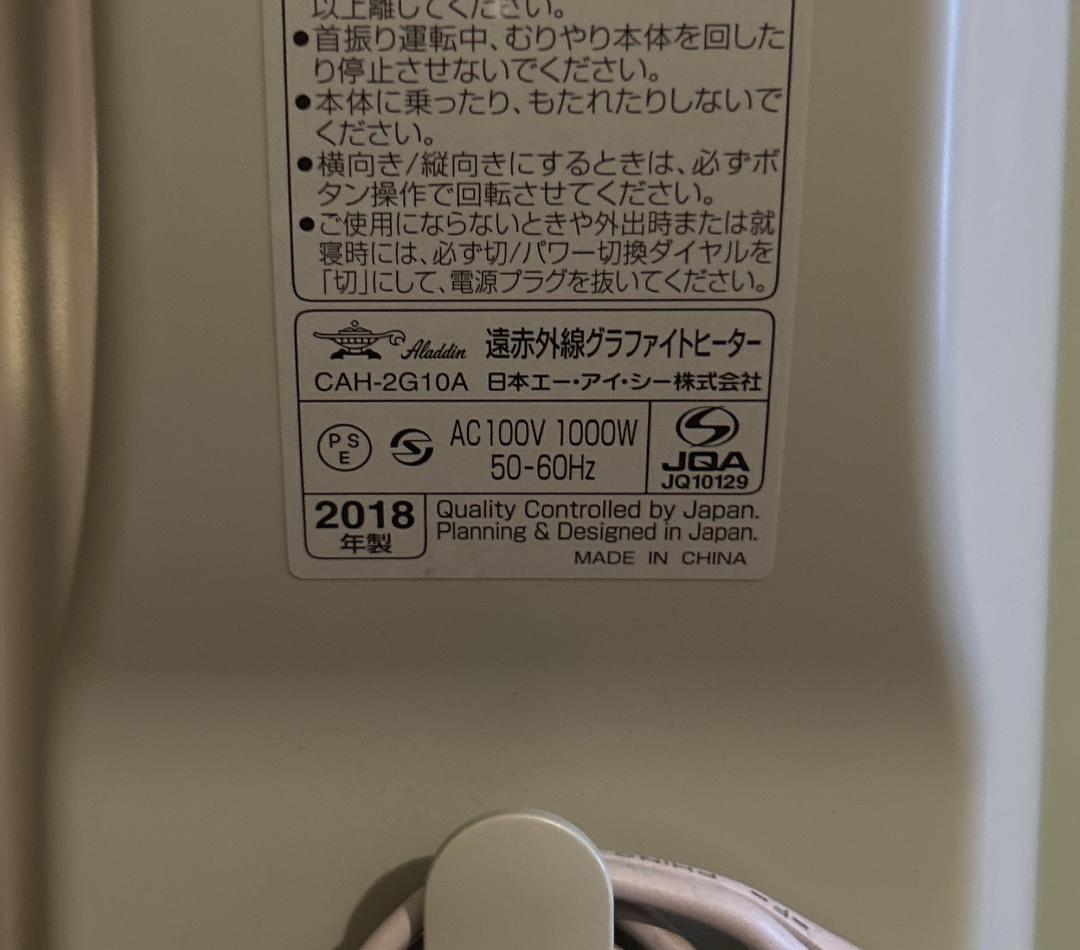 以上離してください。
●首振り運転中、むりやり本体を回した
り停止させないでください。
●本体に乗ったり、もたれたりしないで
ください。
●横向き/縦向きにするときは、必ずボ
タン操作で回転させてください。
●ご使用にならないときや外出時または就
寝時には、必ず切/パワー切換ダイヤルを
「切」にして、電源プラグを抜いてください。
Aladdin 遠赤外線グラファイトヒーター
CAH-2G10A 日本エー・アイ・シー株式会社
PSE S AC100V 1000W
50-60Hz
JQA
JQ10129
2018
年製
Quality Controlled by Japan.
Planning & Designed in Japan.
MADE IN CHINA